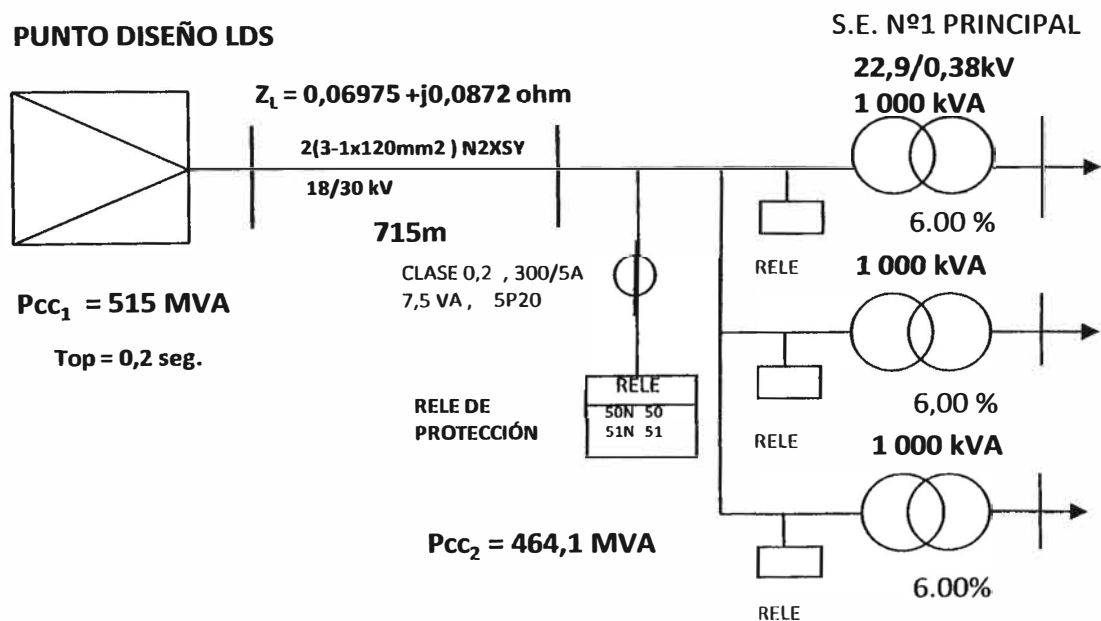 PUNTO DISEÑO LDS
S.E. Nº1 PRINCIPAL
22,9/0,38kV
1 000 kVA
Z_L = 0,06975 +j0,0872 ohm
2(3-1x120mm2 ) N2XSY
18/30 kV
715m
6.00 %
RELE
CLASE 0,2 , 300/5A
7,5 VA , 5P20
1 000 kVA
Pcc₁ = 515 MVA
Top = 0,2 seg.
RELE
50N 50
51N 51
RELE DE
PROTECCIÓN
6,00 %
RELE
1 000 kVA
Pcc₂ = 464,1 MVA
6.00%
RELE